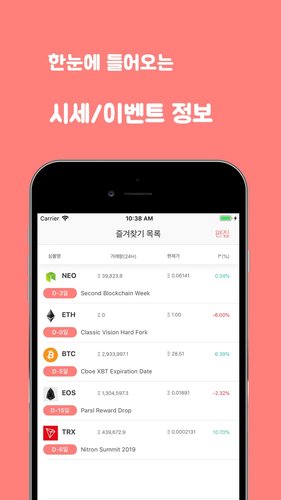 한눈에 들어오는
시세/이벤트 정보
Carrier 10:38 AM
즐겨찾기 목록 편집
심볼명 거래량(24H) 현재가 1°(%)
NEO Ξ 39,823.8 Ξ 0.06141 0.34%
D-3일 Second Blockchain Week
ETH Ξ 0 Ξ 1.00 -6.00%
D-0일 Classic Vision Hard Fork
BTC Ξ 2,933,997.1 Ξ 28.51 6.39%
D-5일 Cboe XBT Expiration Date
EOS Ξ 1,304,597.3 Ξ 0.01891 -2.32%
D-15일 Parsl Reward Drop
TRX Ξ 439,672.9 Ξ 0.0002131 10.70%
D-6일 Nitron Summit 2019